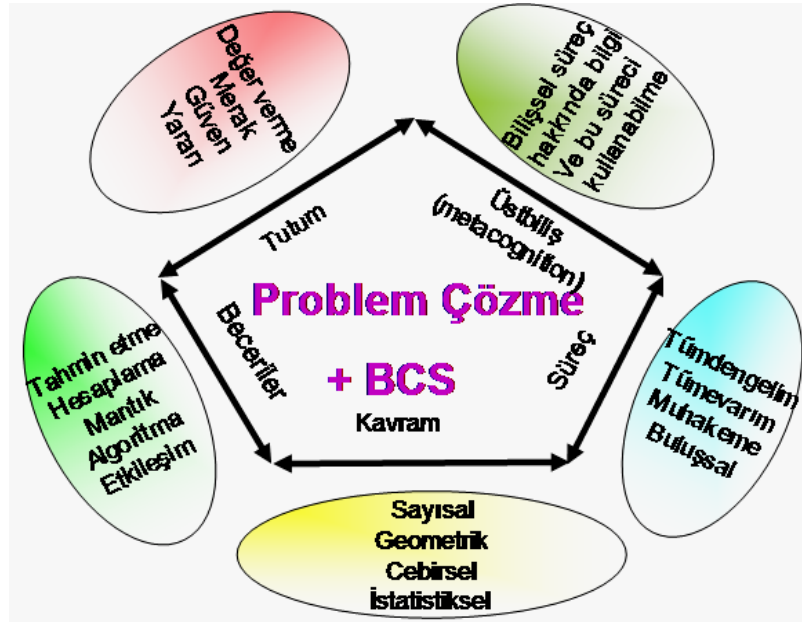 Değer verme
Merak
Güven
Yararı
Bilişsel süreç
hakkında bilgi
Ve bu süreci
kullanabilme
Tutum
Üstbiliş
(metacognition)
Problem Çözme
+ BCS
Beceriler
Süreç
Kavram
Tahmin etme
Hesaplama
Mantık
Algoritma
Etkileşim
Tümdengelim
Tümevarım
Muhakeme
Buluşsal
Sayısal
Geometrik
Cebirsel
İstatistiksel